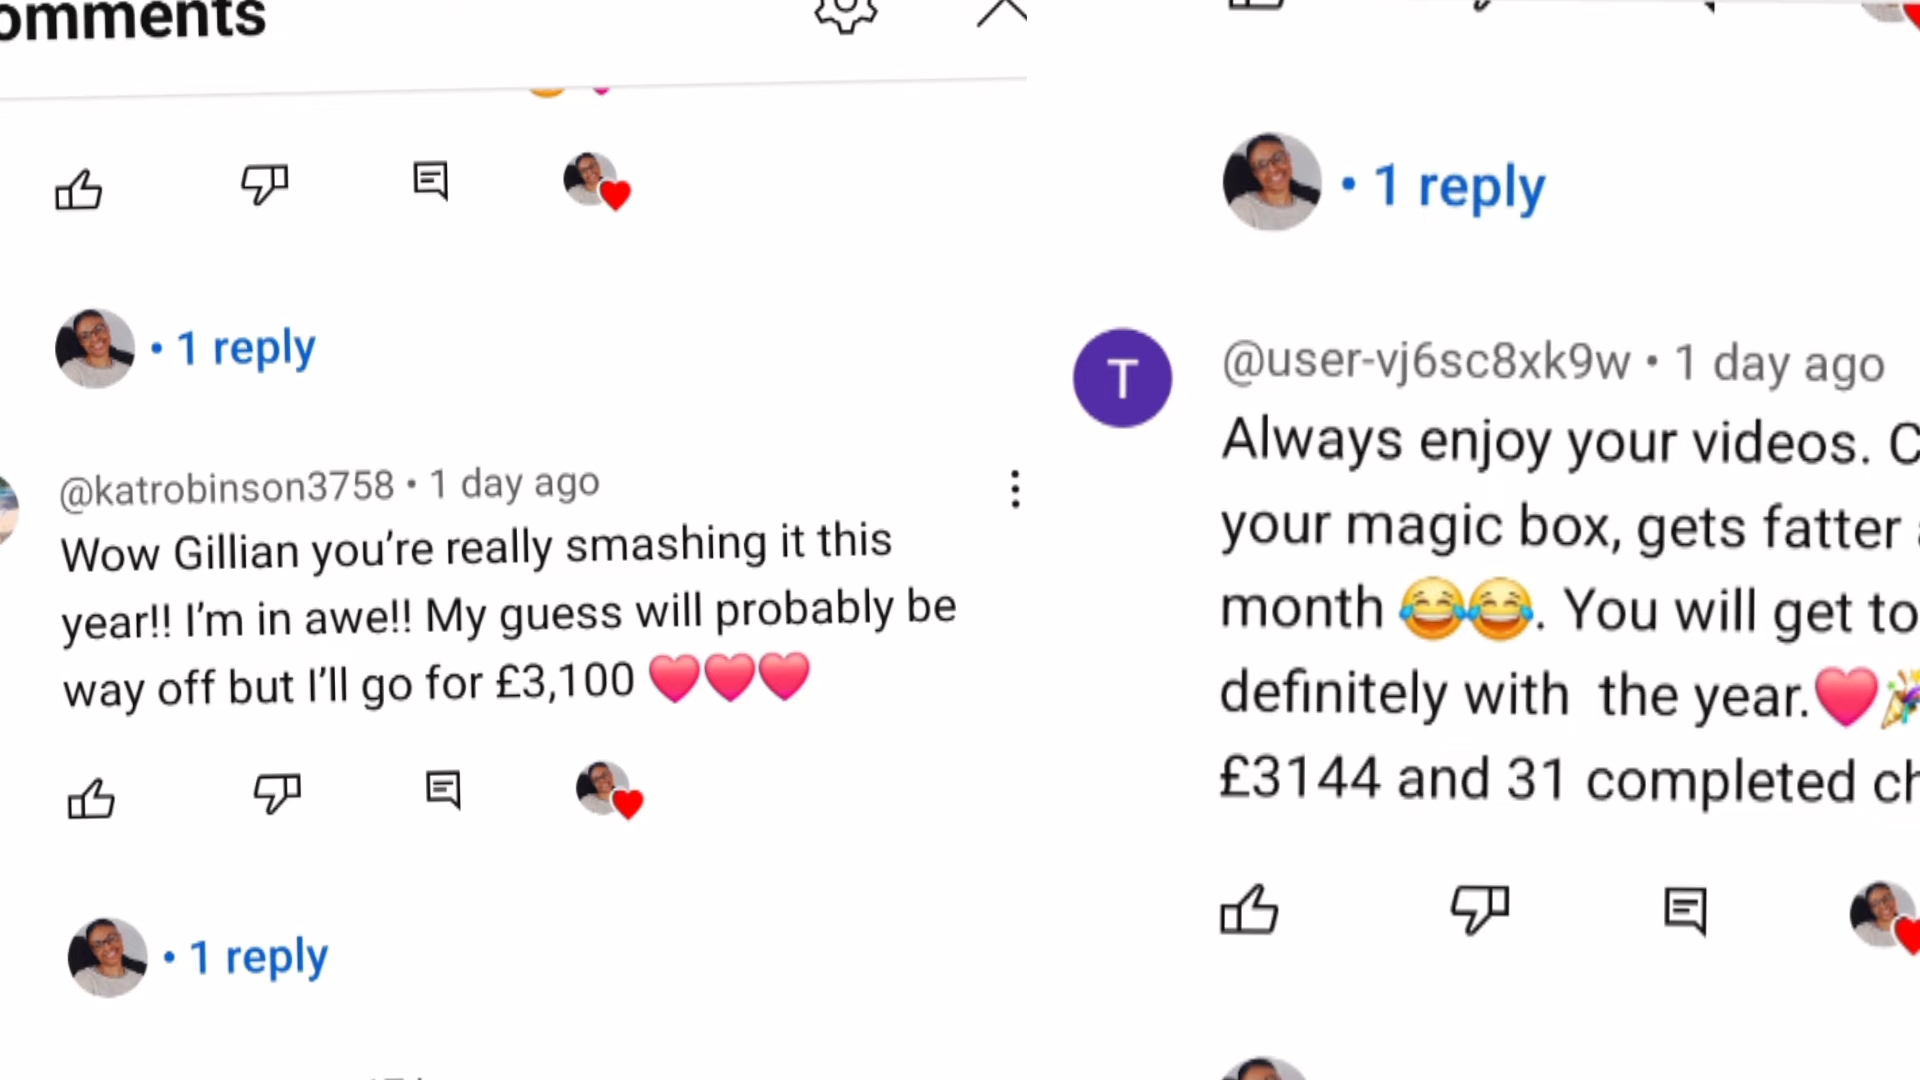 omments
• 1 reply
@katrobinson3758 • 1 day ago
Wow Gillian you’re really smashing it this
year!! I’m in awe!! My guess will probably be
way off but I’ll go for £3,100 ❤️❤️❤️
• 1 reply
• 1 reply
T
@user-vj6sc8xk9w • 1 day ago
Always enjoy your videos. C
your magic box, gets fatter
month 😂😂. You will get to
definitely with the year.❤️🎉
£3144 and 31 completed ch